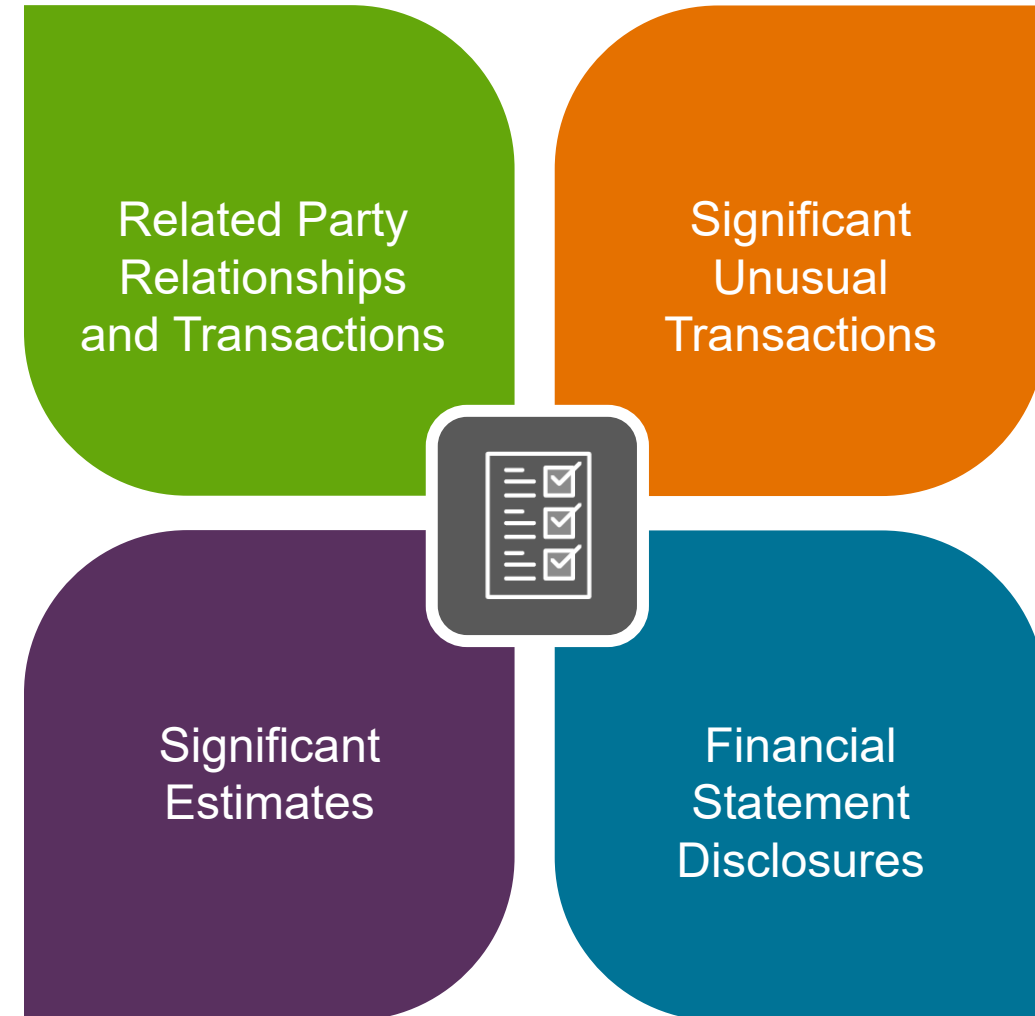 Related Party
Relationships
and Transactions
Significant
Unusual
Transactions
Significant
Estimates
Financial
Statement
Disclosures